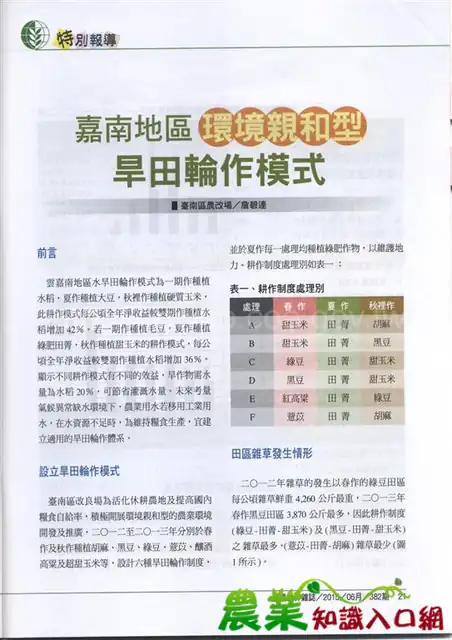 特別報導
嘉南地區環境親和型
旱田輪作模式
臺南區農改場／詹碧連
前言
雲嘉南地區水旱田輪作模式為一期作種植
水稻，夏作種植大豆，秋裡作種植硬質玉米，
此耕作模式每公頃全年淨收益較雙期作種植水
稻增加 42%。若一期作種植毛豆，夏作種植
綠肥田菁，秋作種植甜玉米的耕作模式，每公
頃全年淨收益較雙期種植水稻增加 36%。
顯示不同耕作模式有不同的效益，旱作物需水
量為水稻 20%，可節省灌溉水量。未來考量
氣候異常缺水環境下，農業用水若移用工業用
水，在水資源不足時，為維持糧食生產，宜建
立適用的旱田輪作體系。
設立旱田輪作模式
臺南區改良場為活化休耕農地及提高國內
糧食自給率，積極開展環境親和型的農業環境
開發及推廣，二〇一二至二〇一三年分別於春
作及秋作種植胡麻、黑豆、綠豆、薏苡、釀酒
高粱及超甜玉米等，設計六種旱田輪作制度，
並於夏作每一處理均種植綠肥作物，以維護地
力。耕作制度處理別如表一：
表一、耕作制度處理別
處理 春作 夏作 秋裡作
A 甜玉米 田菁 胡麻
B 甜玉米 田菁 黑豆
C 綠豆 田菁 甜玉米
D 黑豆 田菁 甜玉米
E 紅高粱 田菁 綠豆
F 薏苡 田菁 胡麻
田區雜草發生情形
二〇一二年雜草的發生以春作的綠豆田區
每公頃雜草鮮重 4,260 公斤最重，二〇一三年
春作黑豆田區 3,870 公斤最多，因此耕作制度
(綠豆-田菁-甜玉米) 及 (黑豆-田菁-甜玉米)
之雜草最多，(薏苡-田菁-胡麻) 雜草最少 (圖
1 所示)，
雜誌／2015／06月 382期 21
農業知識入口網